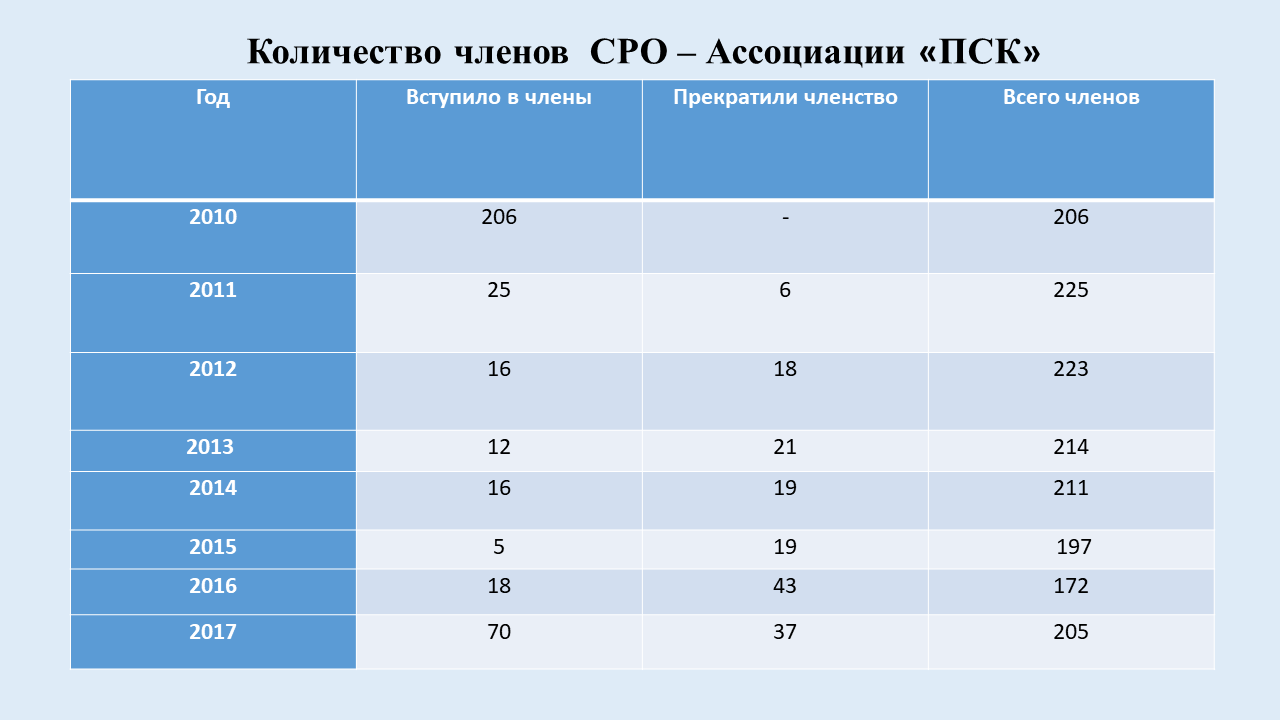 Количество членов СРО – Ассоциации «ПСК»
Год Вступило в члены Прекратили членство Всего членов
2010 206 - 206
2011 25 6 225
2012 16 18 223
2013 12 21 214
2014 16 19 211
2015 5 19 197
2016 18 43 172
2017 70 37 205